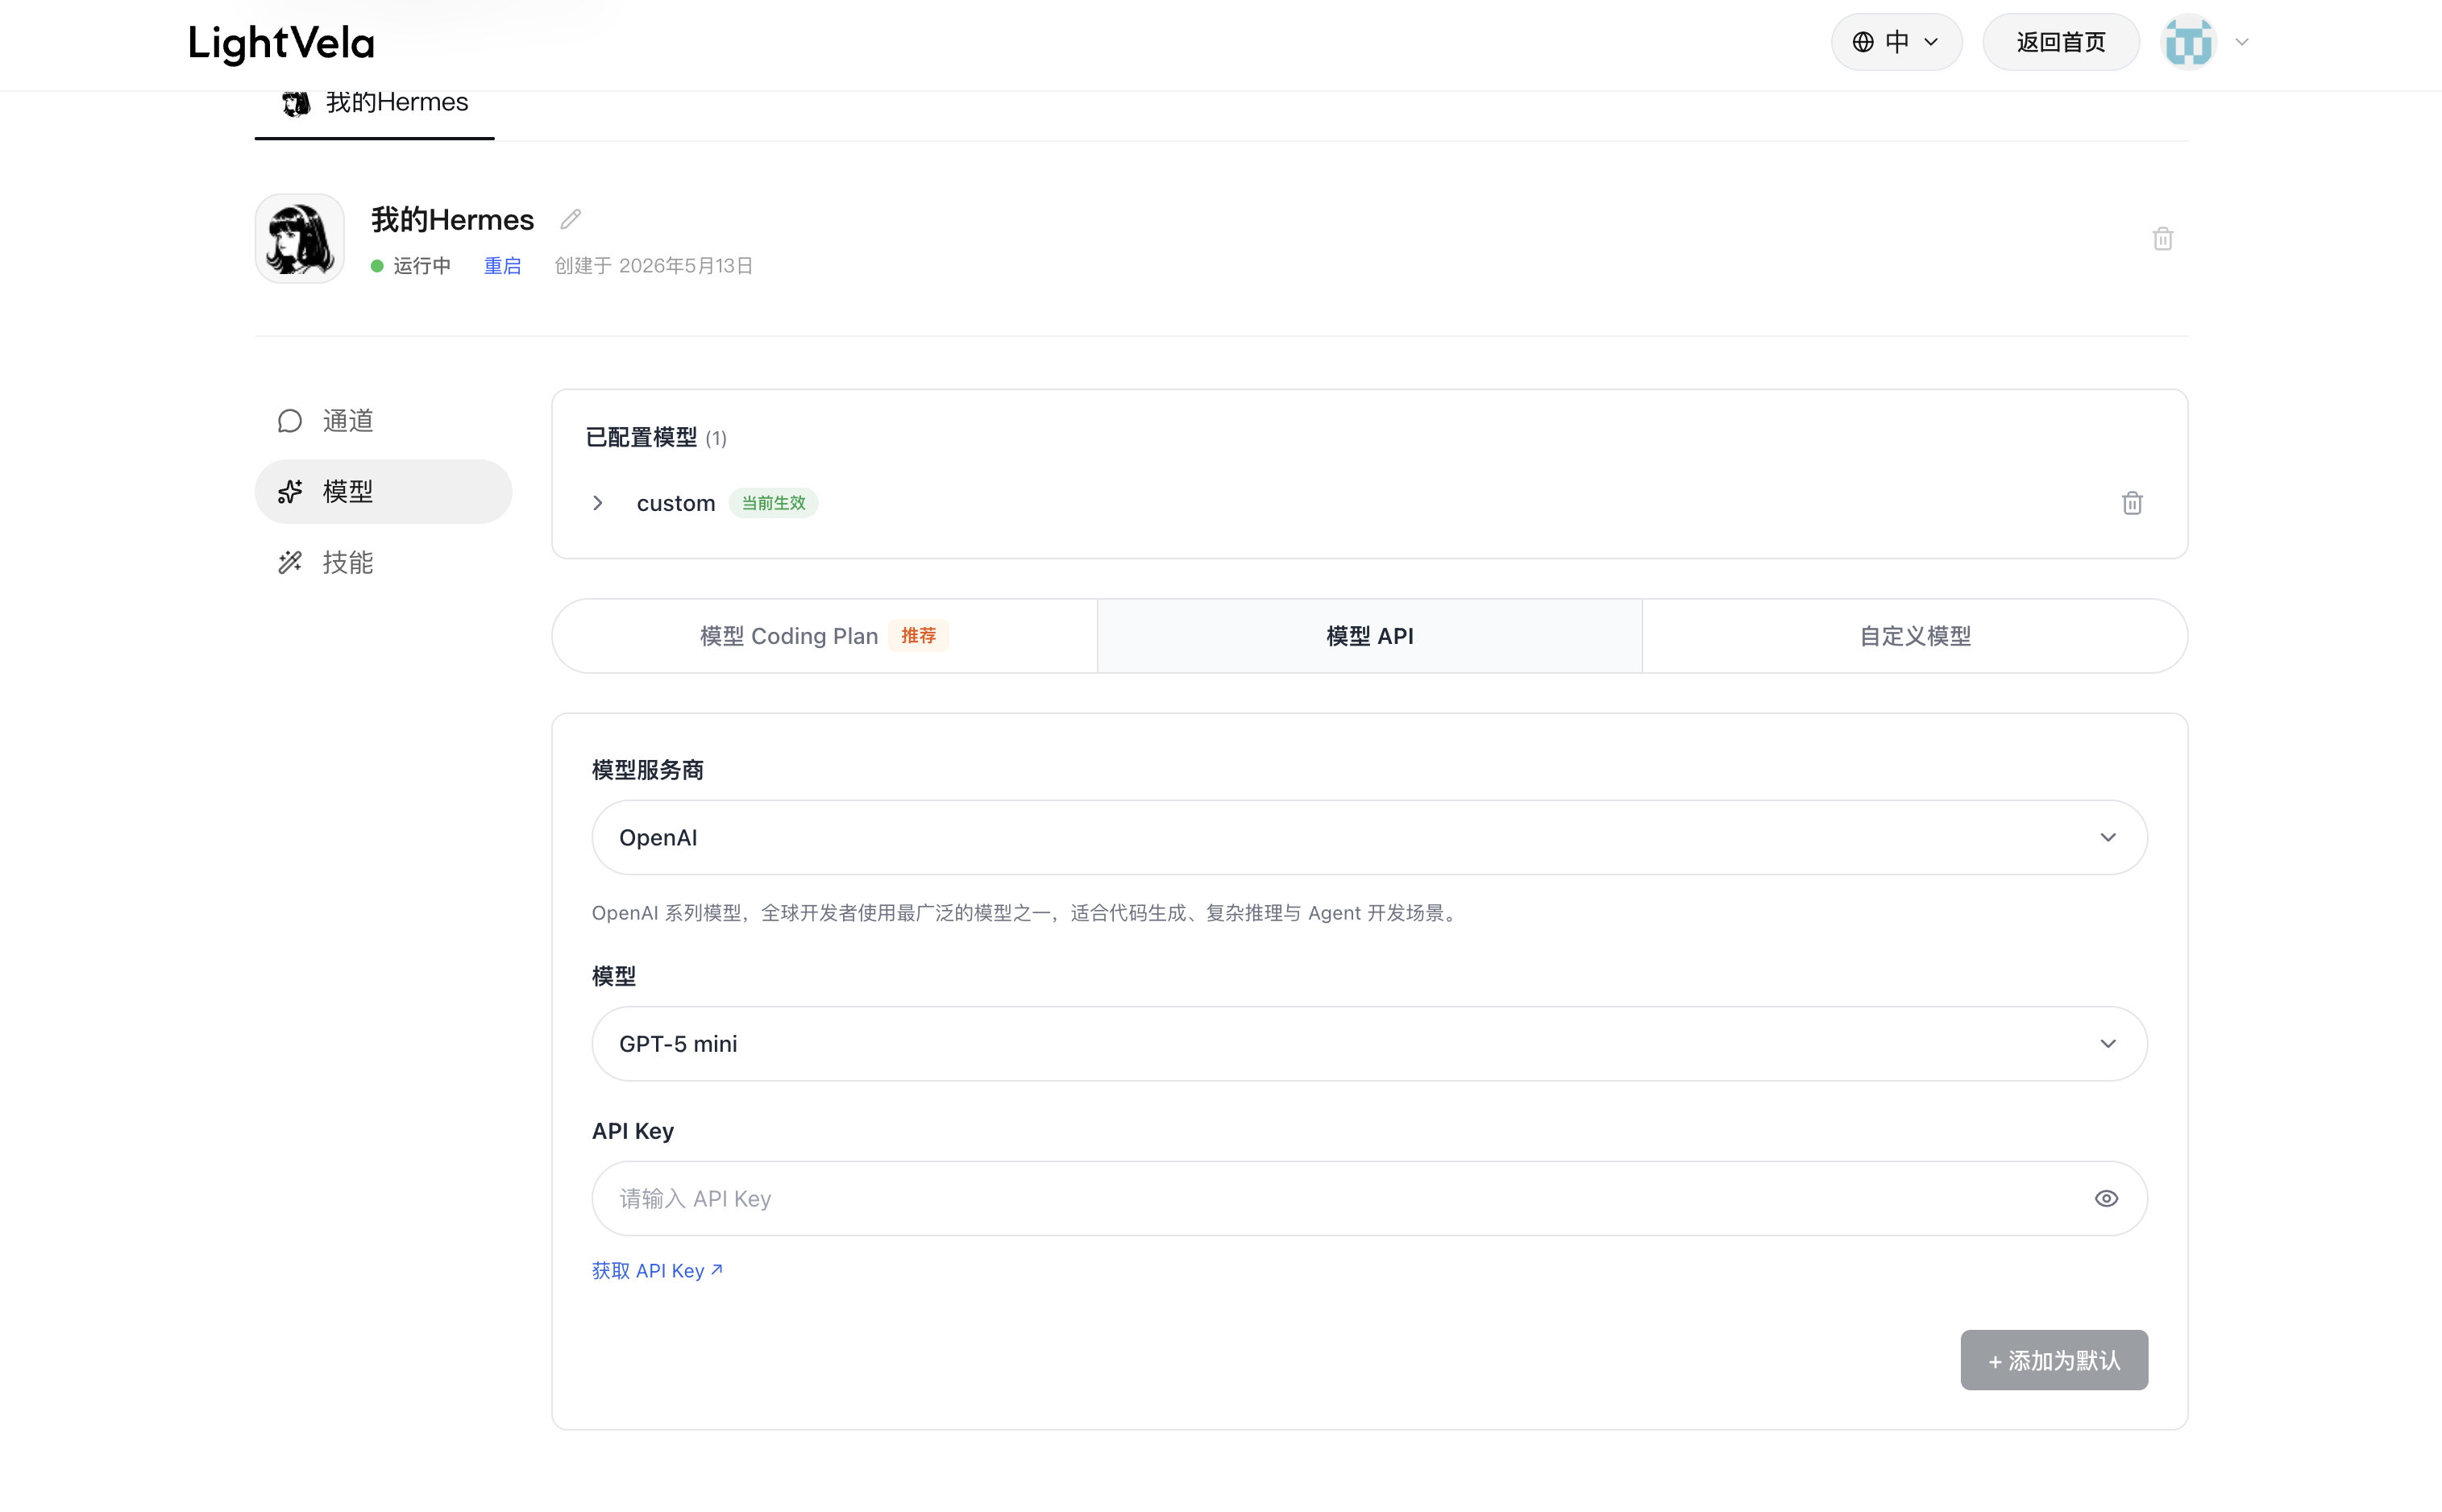 LightVela
中
返回首页
我的Hermes
我的Hermes
运行中 重启 创建于 2026年5月13日
通道
模型
技能
已配置模型 (1)
custom 当前生效
模型 Coding Plan 推荐
模型 API
自定义模型
模型服务商
OpenAI
OpenAI 系列模型，全球开发者使用最广泛的模型之一，适合代码生成、复杂推理与 Agent 开发场景。
模型
GPT-5 mini
API Key
请输入 API Key
获取 API Key ↗
+ 添加为默认